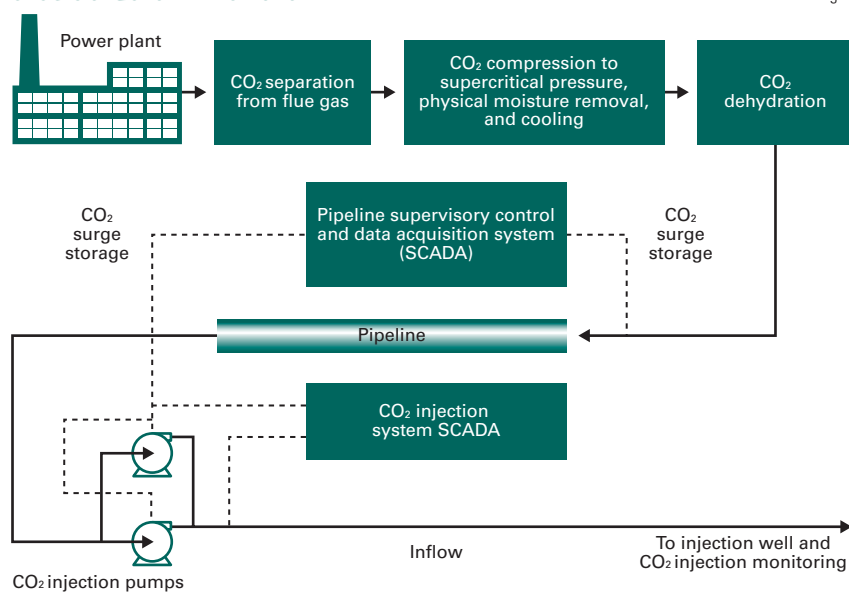 Power plant
CO₂ separation
from flue gas
CO₂ compression to
supercritical pressure,
physical moisture removal,
and cooling
CO₂
dehydration
CO₂
surge
storage
Pipeline supervisory control
and data acquisition system
(SCADA)
CO₂
surge
storage
Pipeline
CO₂ injection
system SCADA
Inflow
To injection well and
CO₂ injection monitoring
CO₂ injection pumps